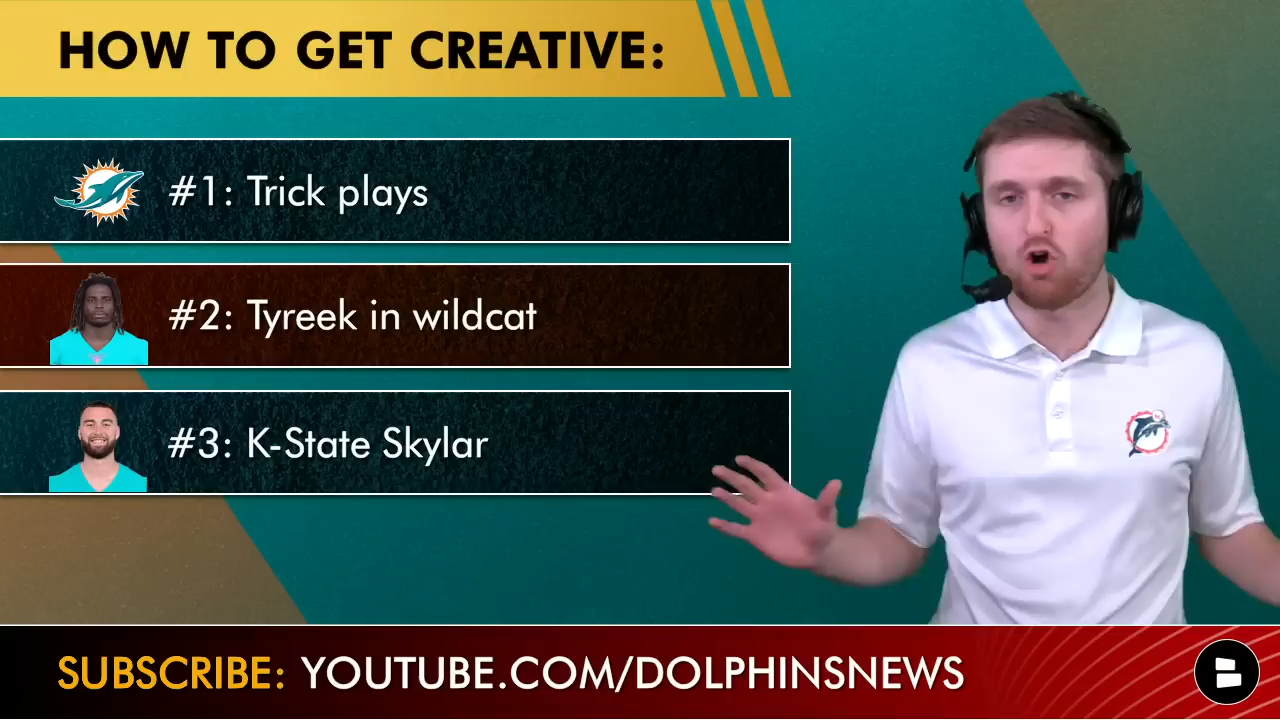 HOW TO GET CREATIVE:
#1: Trick plays
#2: Tyreek in wildcat
#3: K-State Skylar
SUBSCRIBE: YOUTUBE.COM/DOLPHINSNEWS